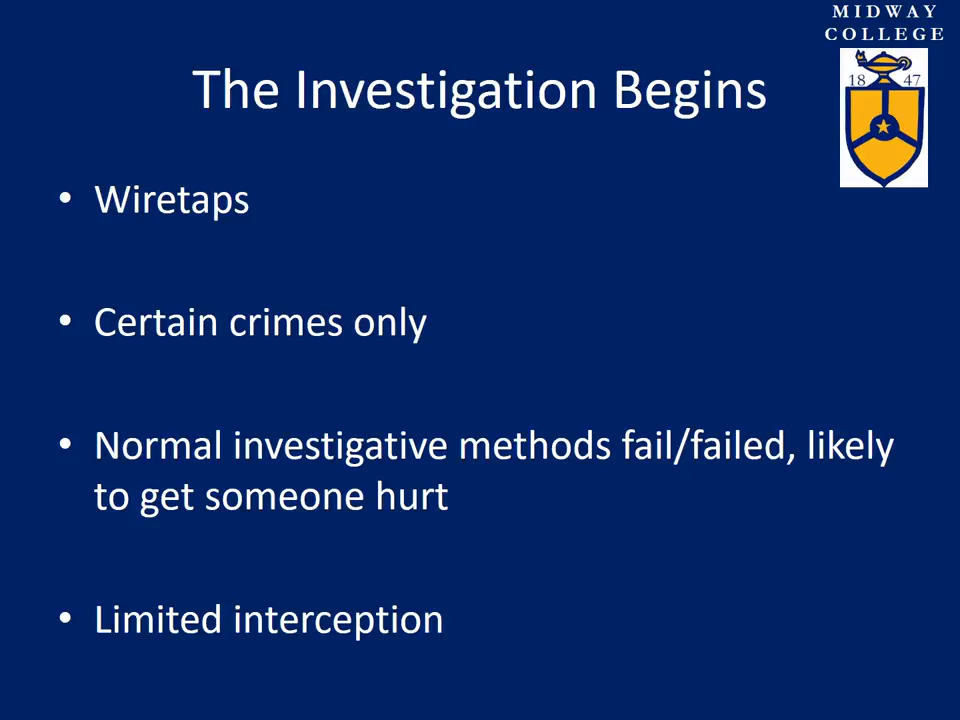 MIDWAY
COLLEGE
18 47
The Investigation Begins
• Wiretaps
• Certain crimes only
• Normal investigative methods fail/failed, likely
to get someone hurt
• Limited interception